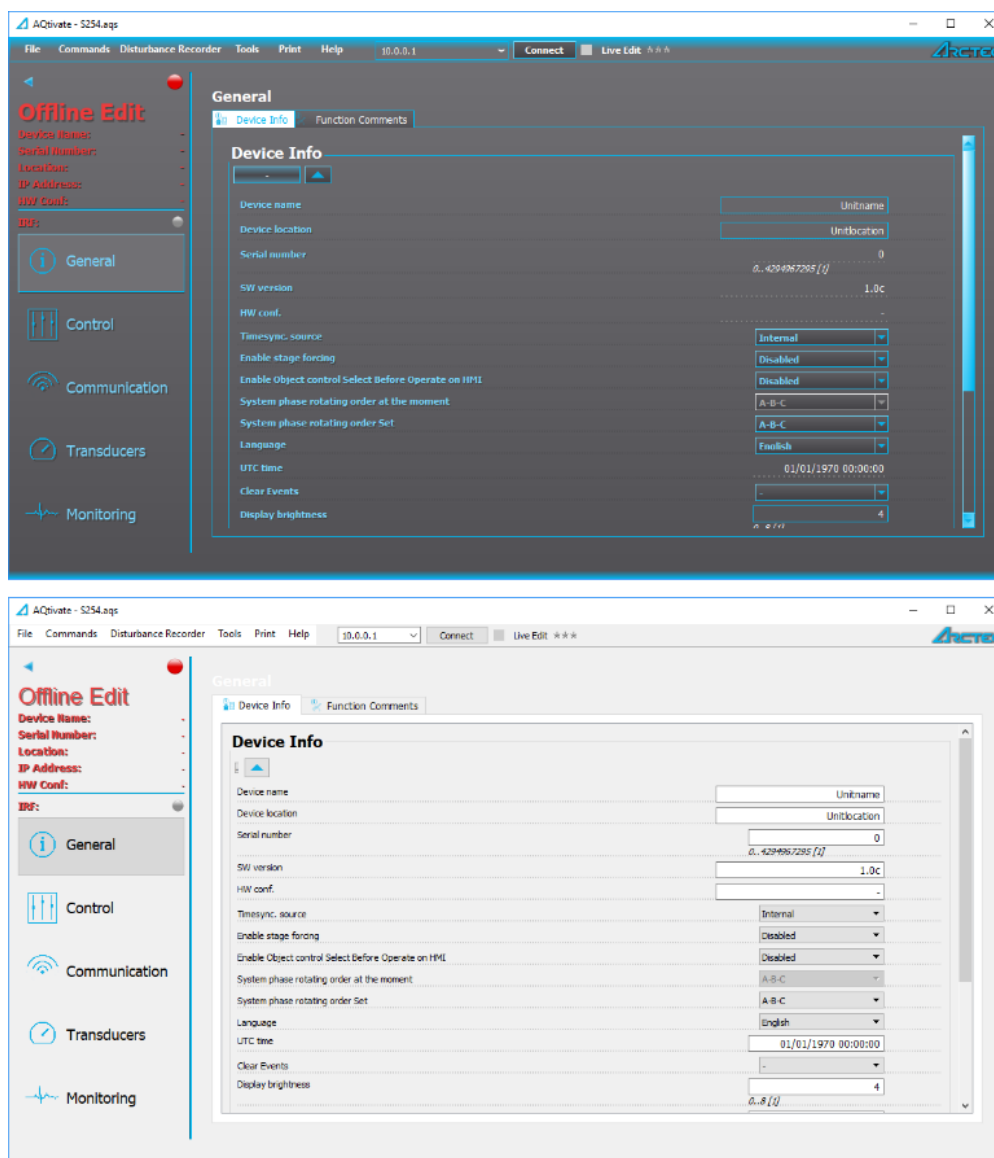 AQtivate - S254.aqs
File Commands Disturbance Recorder Tools Print Help 10.0.0.1 Connect Live Edit ★★★
ARCTEQ
Offline Edit
Device Name: -
Serial Number: -
Location: -
IP Address: -
HW Conf: -
IRF:
General
Control
Communication
Transducers
Monitoring
General
Device Info Function Comments
Device Info
-
Device name Unitname
Device location Unitlocation
Serial number 0
0..4294967295 [1]
SW version 1.0c
HW conf. -
Timesync. source Internal
Enable stage forcing Disabled
Enable Object control Select Before Operate on HMI Disabled
System phase rotating order at the moment A-B-C
System phase rotating order Set A-B-C
Language English
UTC time 01/01/1970 00:00:00
Clear Events -
Display brightness 4
0..8 [1]
AQtivate - S254.aqs
File Commands Disturbance Recorder Tools Print Help 10.0.0.1 Connect Live Edit ★★★
ARCTEQ
Offline Edit
Device Name: -
Serial Number: -
Location: -
IP Address: -
HW Conf: -
IRF:
General
Control
Communication
Transducers
Monitoring
General
Device Info Function Comments
Device Info
Device name Unitname
Device location Unitlocation
Serial number 0
0..4294967295 [1]
SW version 1.0c
HW conf. -
Timesync. source Internal
Enable stage forcing Disabled
Enable Object control Select Before Operate on HMI Disabled
System phase rotating order at the moment A-B-C
System phase rotating order Set A-B-C
Language English
UTC time 01/01/1970 00:00:00
Clear Events -
Display brightness 4
0..8 [1]